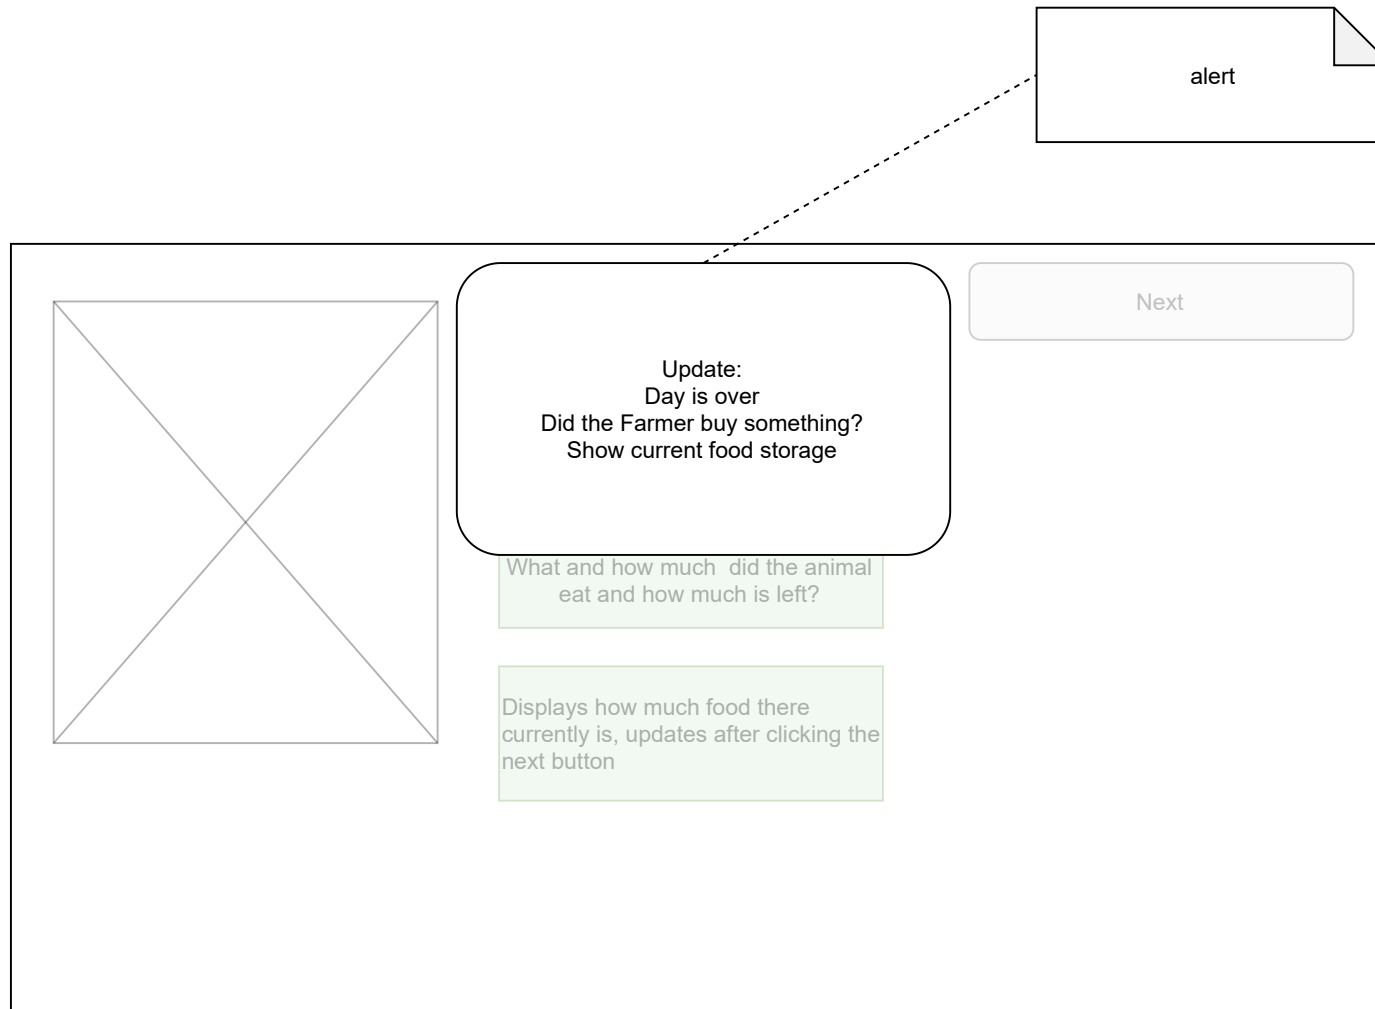 alert
Next
Update:
Day is over
Did the Farmer buy something?
Show current food storage
What and how much  did the animal
eat and how much is left?
Displays how much food there
currently is, updates after clicking the
next button